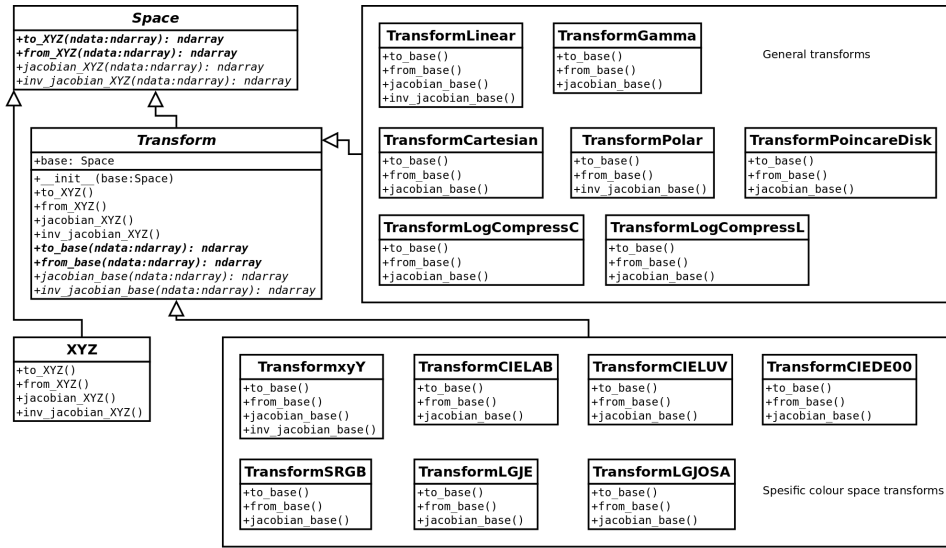 Space
+to_XYZ(ndata:ndarray): ndarray
+from_XYZ(ndata:ndarray): ndarray
+jacobian_XYZ(ndata:ndarray): ndarray
+inv_jacobian_XYZ(ndata:ndarray): ndarray
Transform
+base: Space
+__init__(base:Space)
+to_XYZ()
+from_XYZ()
+jacobian_XYZ()
+inv_jacobian_XYZ()
+to_base(ndata:ndarray): ndarray
+from_base(ndata:ndarray): ndarray
+jacobian_base(ndata:ndarray): ndarray
+inv_jacobian_base(ndata:ndarray): ndarray
XYZ
+to_XYZ()
+from_XYZ()
+jacobian_XYZ()
+inv_jacobian_XYZ()
TransformLinear
+to_base()
+from_base()
+jacobian_base()
+inv_jacobian_base()
TransformGamma
+to_base()
+from_base()
+jacobian_base()
General transforms
TransformCartesian
+to_base()
+from_base()
+jacobian_base()
TransformPolar
+to_base()
+from_base()
+inv_jacobian_base()
TransformPoincareDisk
+to_base()
+from_base()
+jacobian_base()
TransformLogCompressC
+to_base()
+from_base()
+jacobian_base()
TransformLogCompressL
+to_base()
+from_base()
+jacobian_base()
TransformxyY
+to_base()
+from_base()
+jacobian_base()
+inv_jacobian_base()
TransformCIELAB
+to_base()
+from_base()
+jacobian_base()
TransformCIELUV
+to_base()
+from_base()
+jacobian_base()
TransformCIEDE00
+to_base()
+from_base()
+jacobian_base()
TransformSRGB
+to_base()
+from_base()
+jacobian_base()
TransformLGJE
+to_base()
+from_base()
+jacobian_base()
TransformLGJOSA
+to_base()
+from_base()
+jacobian_base()
Spesific colour space transforms